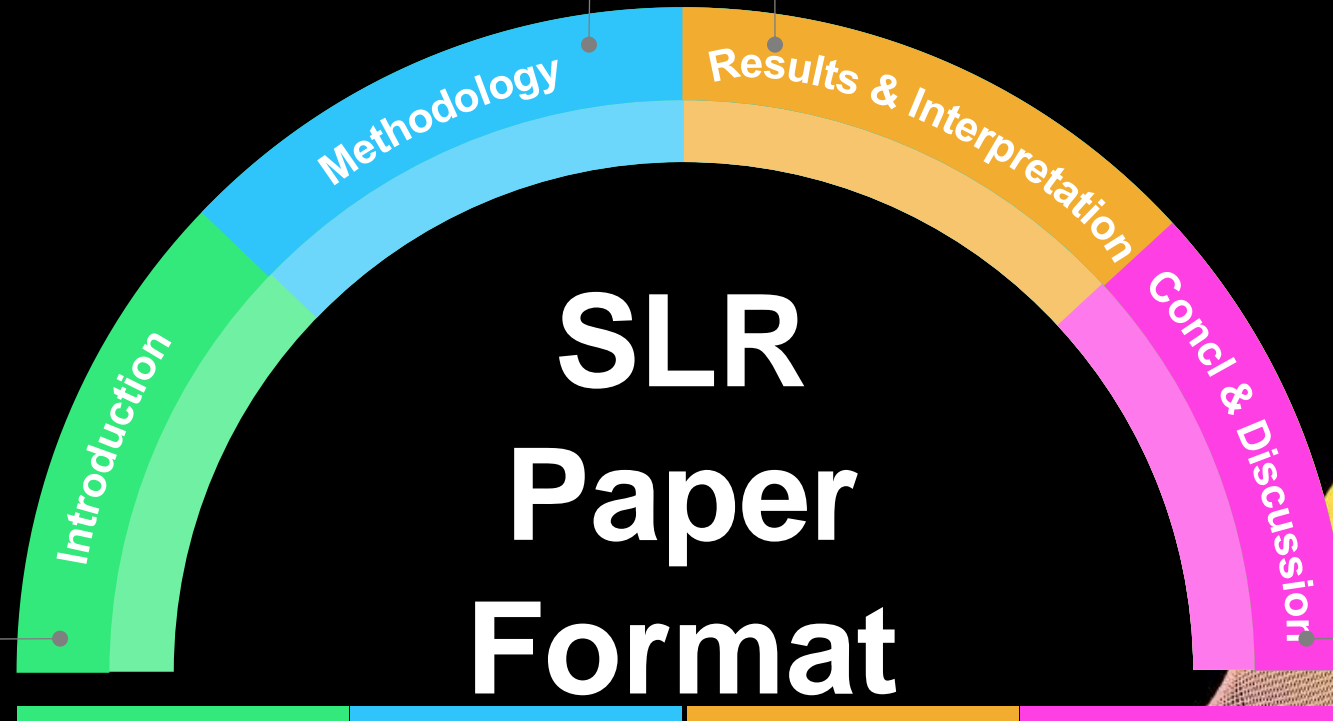 Introduction
Methodology
Results & Interpretation
Concl & Discussion
SLR
Paper
Format